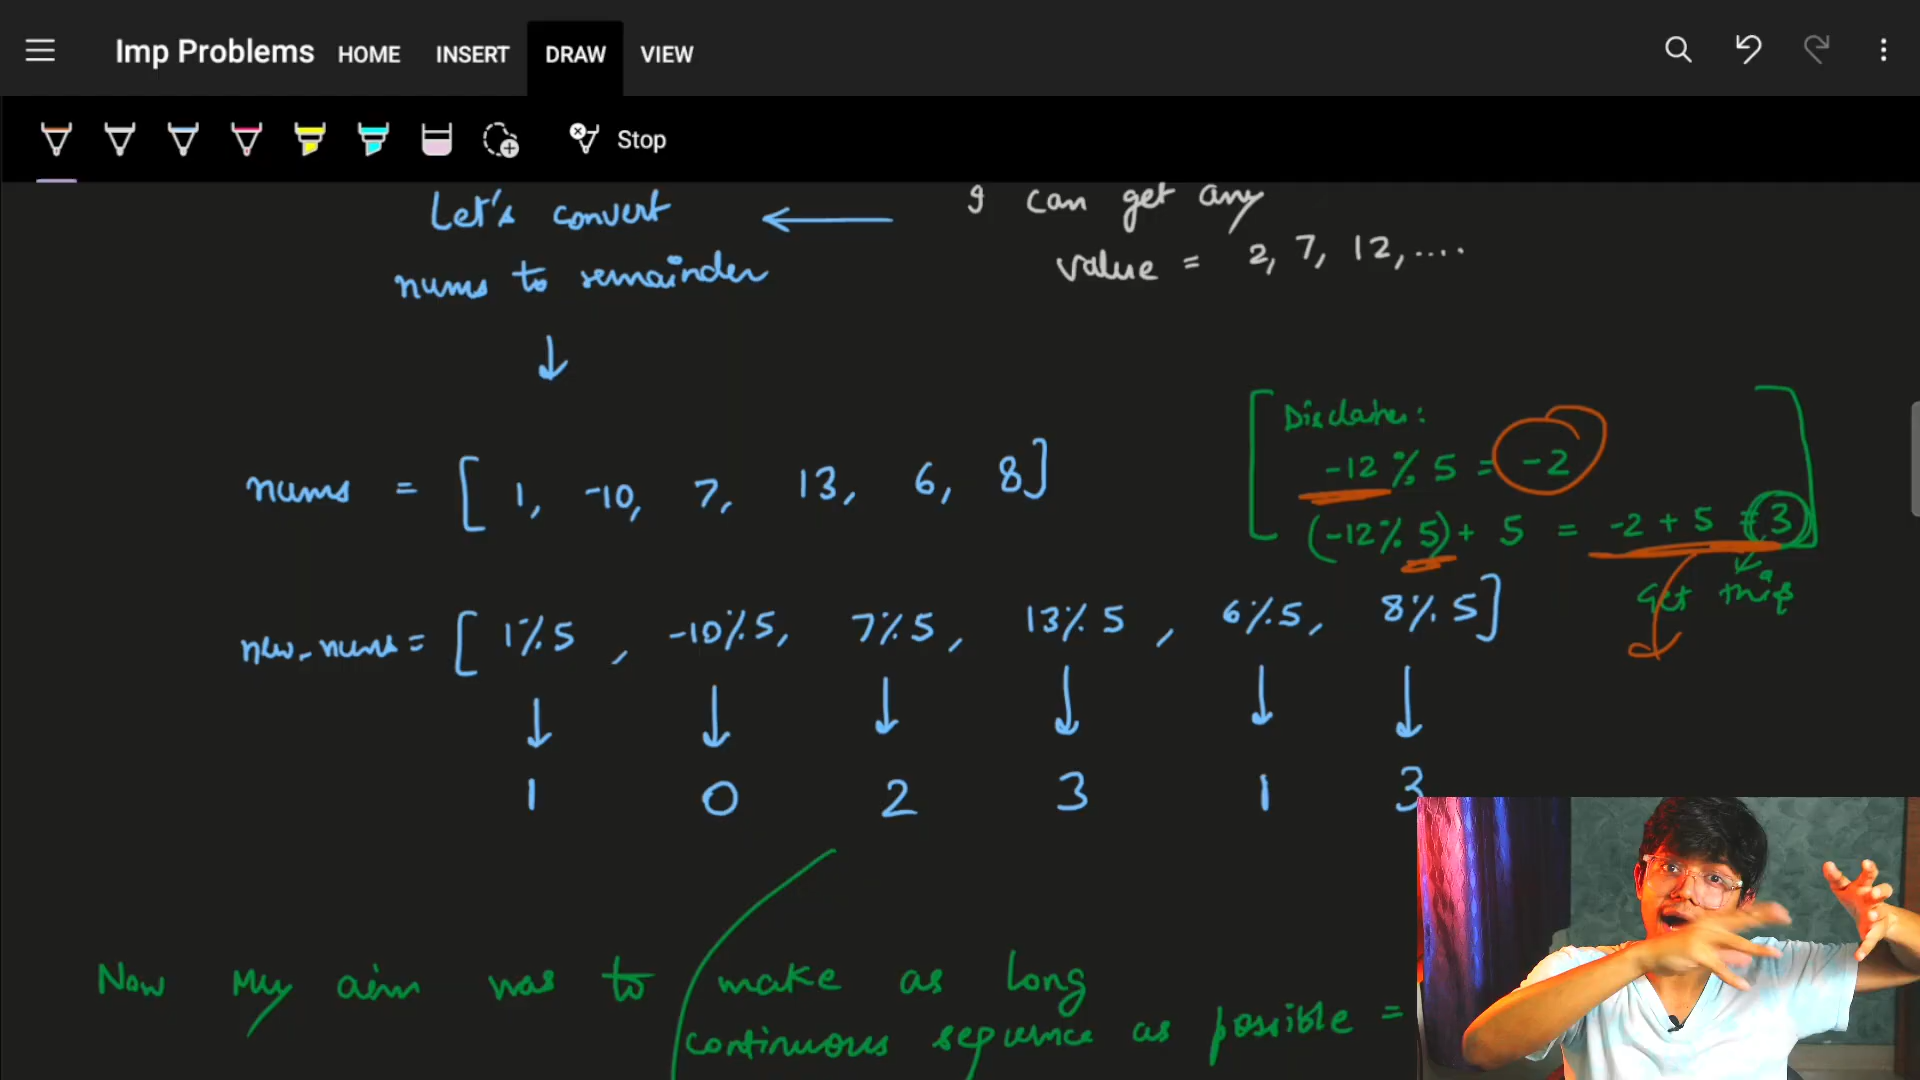 Imp Problems HOME INSERT DRAW VIEW
Stop
Let's convert
nums to remainder
I can get any
value = 2, 7, 12, ....
nums = [ 1, -10, 7, 13, 6, 8]
Disclaimer:
-12 % 5 = -2
(-12% 5) + 5 = -2 + 5 = 3
Get this
new_nums = [ 1%5 , -10%5, 7%5, 13%5 , 6%5, 8%5]
1 0 2 3 1 3
Now My aim was to make as long
continuous sequence as possible =